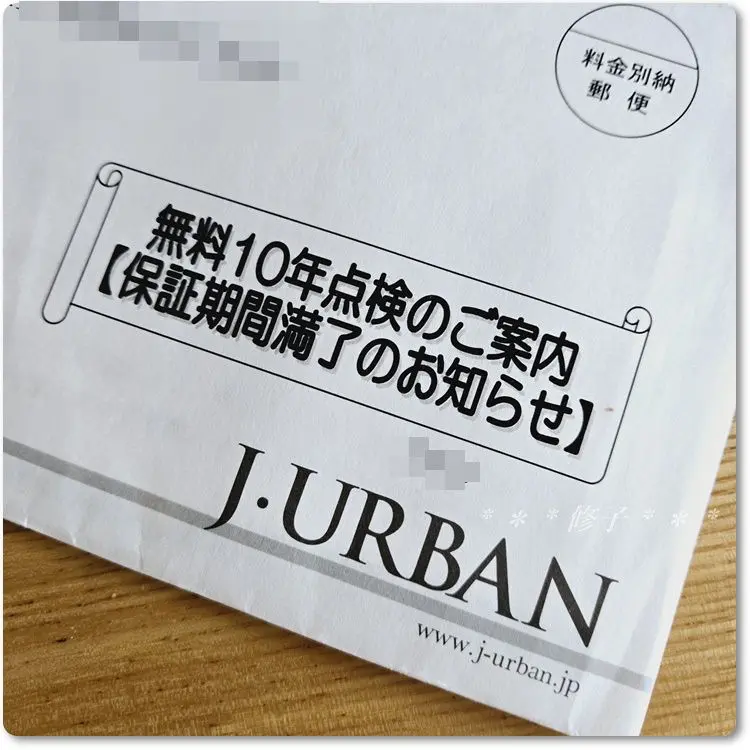 料金別納
郵便
無料10年点検のご案内
【保証期間満了のお知らせ】
J・URBAN
***修子***
www.j-urban.jp